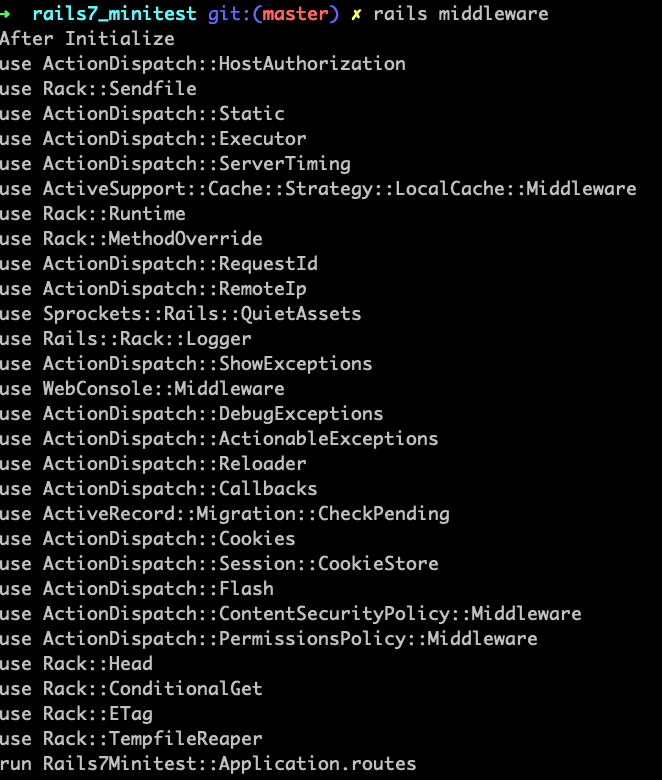 ➜  rails7_minitest git:(master) ✗ rails middleware
After Initialize
use ActionDispatch::HostAuthorization
use Rack::Sendfile
use ActionDispatch::Static
use ActionDispatch::Executor
use ActionDispatch::ServerTiming
use ActiveSupport::Cache::Strategy::LocalCache::Middleware
use Rack::Runtime
use Rack::MethodOverride
use ActionDispatch::RequestId
use ActionDispatch::RemoteIp
use Sprockets::Rails::QuietAssets
use Rails::Rack::Logger
use ActionDispatch::ShowExceptions
use WebConsole::Middleware
use ActionDispatch::DebugExceptions
use ActionDispatch::ActionableExceptions
use ActionDispatch::Reloader
use ActionDispatch::Callbacks
use ActiveRecord::Migration::CheckPending
use ActionDispatch::Cookies
use ActionDispatch::Session::CookieStore
use ActionDispatch::Flash
use ActionDispatch::ContentSecurityPolicy::Middleware
use ActionDispatch::PermissionsPolicy::Middleware
use Rack::Head
use Rack::ConditionalGet
use Rack::ETag
use Rack::TempfileReaper
run Rails7Minitest::Application.routes